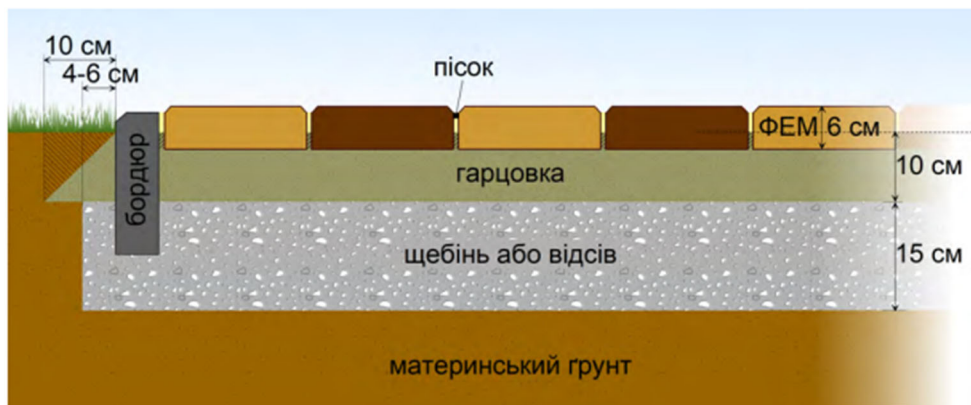 10 см
4-6 см
пісок
ФЕМ 6 см
бордюр
гарцовка
10 см
щебінь або відсів
15 см
материнський ґрунт